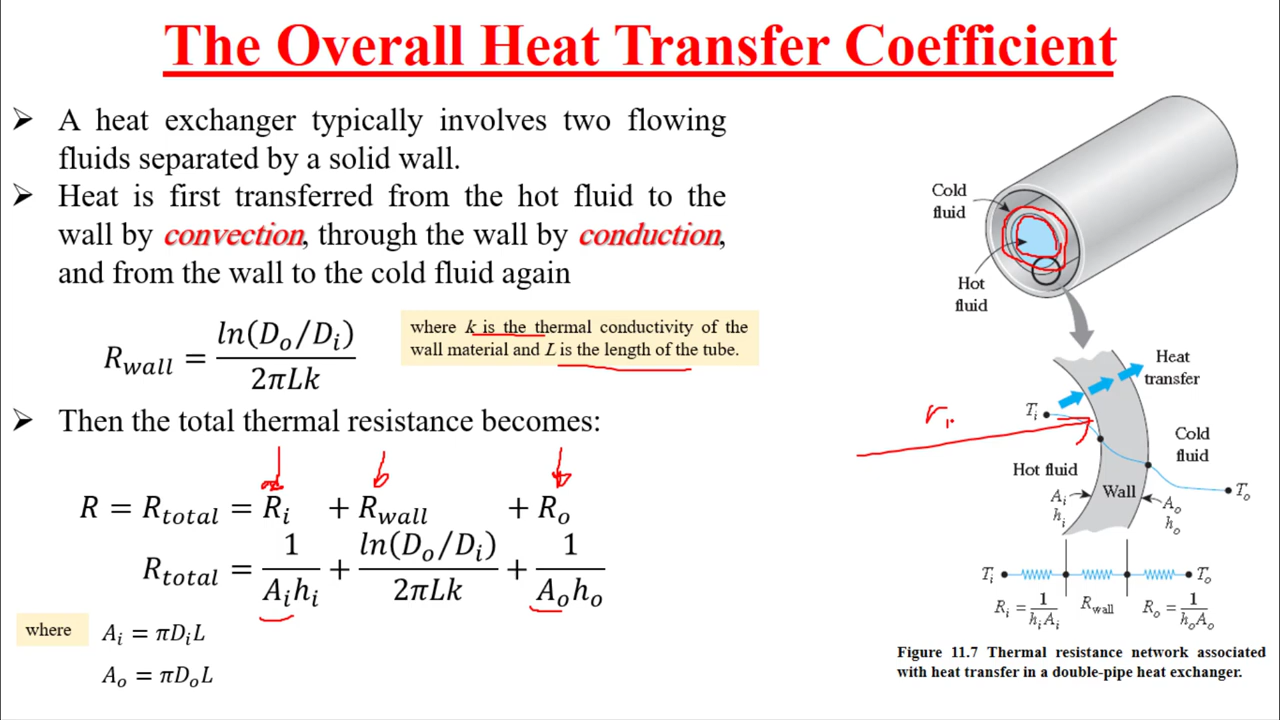 The Overall Heat Transfer Coefficient
➤ A heat exchanger typically involves two flowing
fluids separated by a solid wall.
➤ Heat is first transferred from the hot fluid to the
wall by convection, through the wall by conduction,
and from the wall to the cold fluid again
R_wall = ln(D_o/D_i) / 2πLk
where k is the thermal conductivity of the
wall material and L is the length of the tube.
➤ Then the total thermal resistance becomes:
R = R_total = R_i + R_wall + R_o
R_total = 1/(A_i h_i) + ln(D_o/D_i)/(2πLk) + 1/(A_o h_o)
where A_i = πD_iL
A_o = πD_oL
Cold
fluid
Hot
fluid
Heat
transfer
T_i
r_i
Cold
fluid
Hot fluid
T_o
A_i
h_i
Wall
A_o
h_o
T_i
T_o
R_i = 1/(h_i A_i) R_wall R_o = 1/(h_o A_o)
Figure 11.7 Thermal resistance network associated
with heat transfer in a double-pipe heat exchanger.